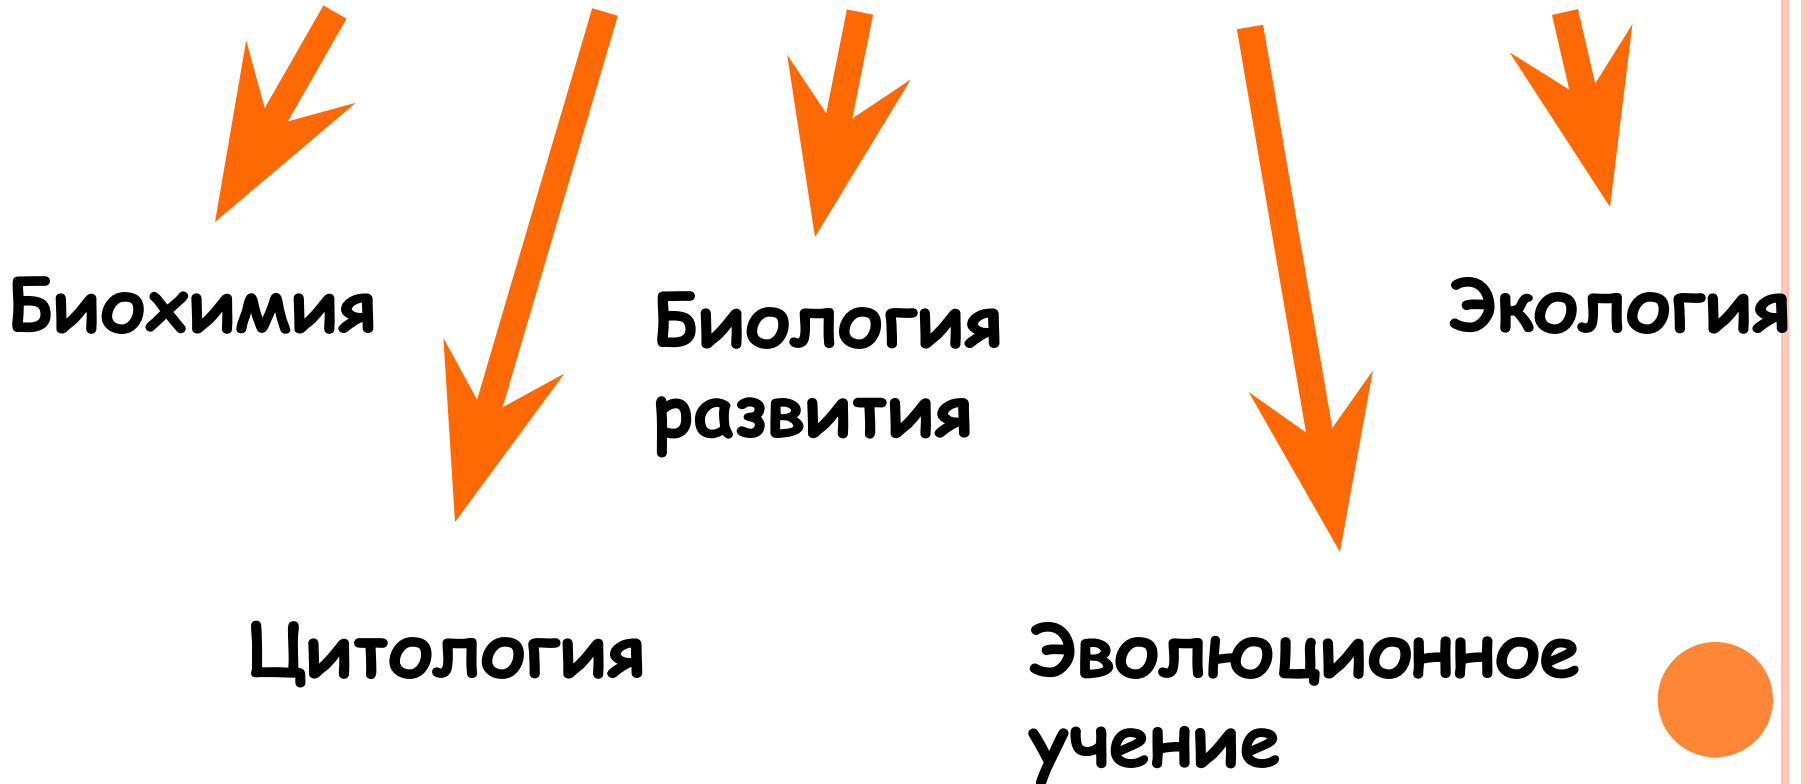 Биохимия
Биология
развития
Экология
Цитология
Эволюционное
учение